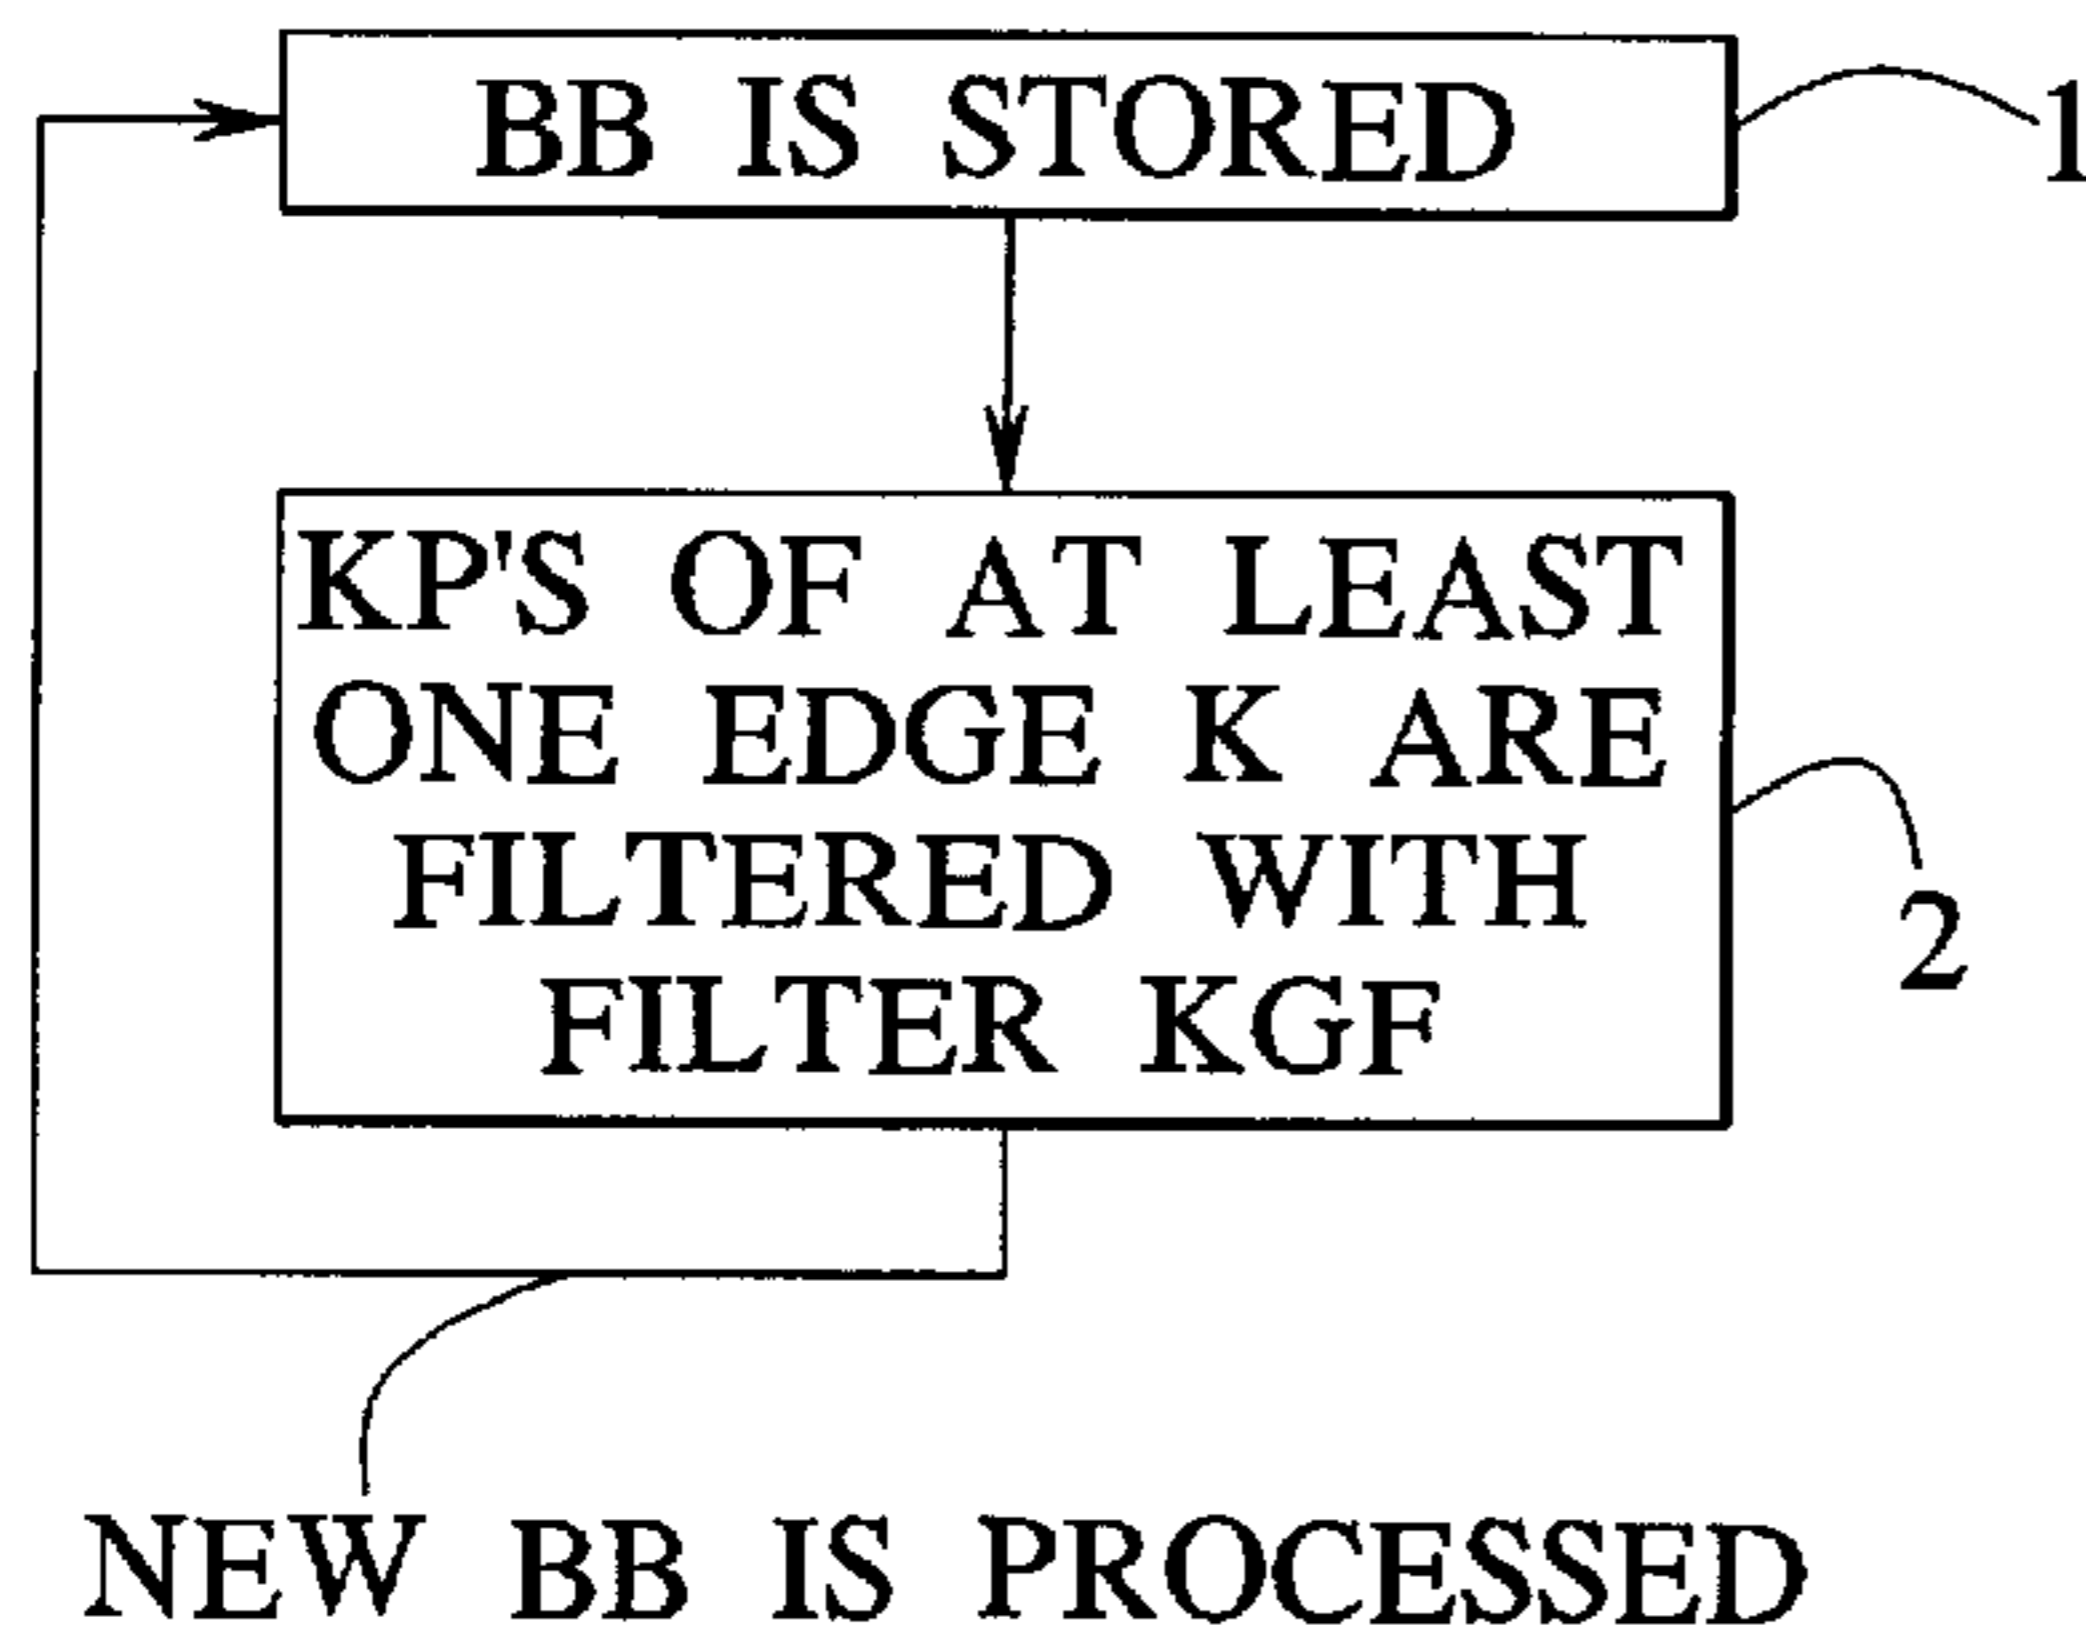 BB IS STORED
1
KP'S OF AT LEAST
ONE EDGE K ARE
FILTERED WITH
FILTER KGF
2
NEW BB IS PROCESSED